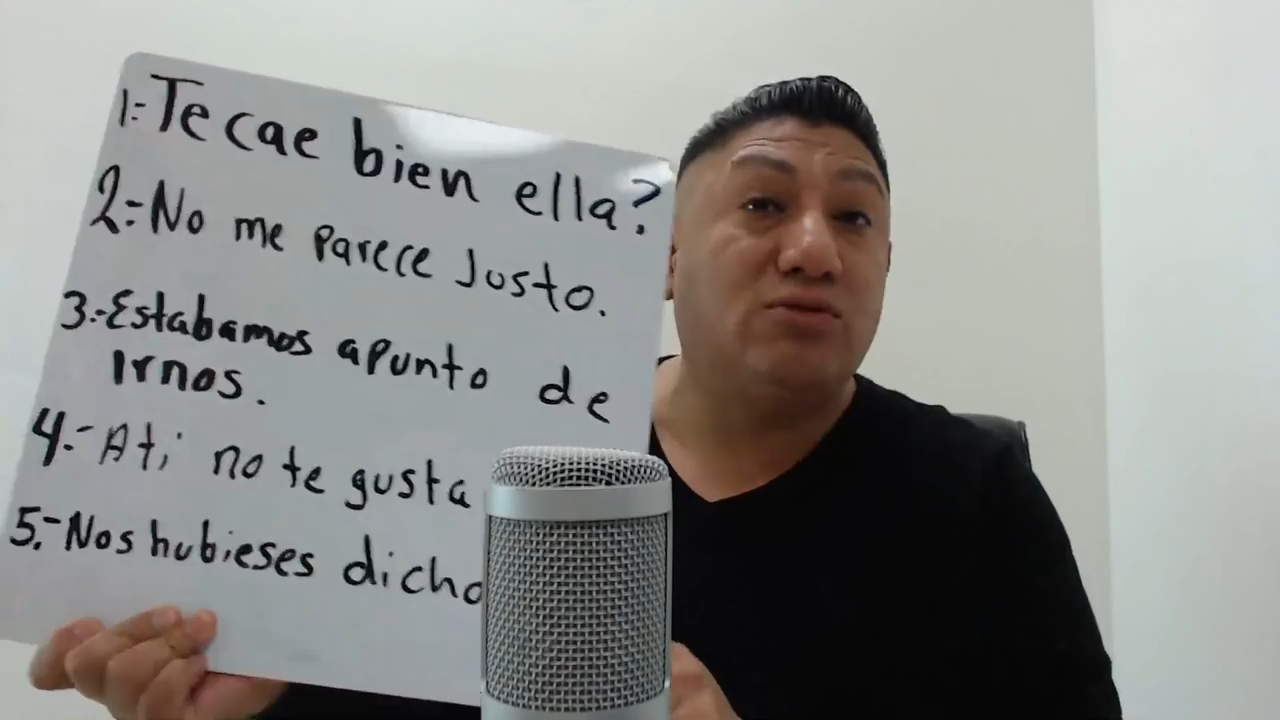 1.- Te cae bien ella?
2.- No me parece Justo.
3.- Estabamos apunto de
irnos.
4.- A ti no te gusta
5.- Nos hubieses dicho